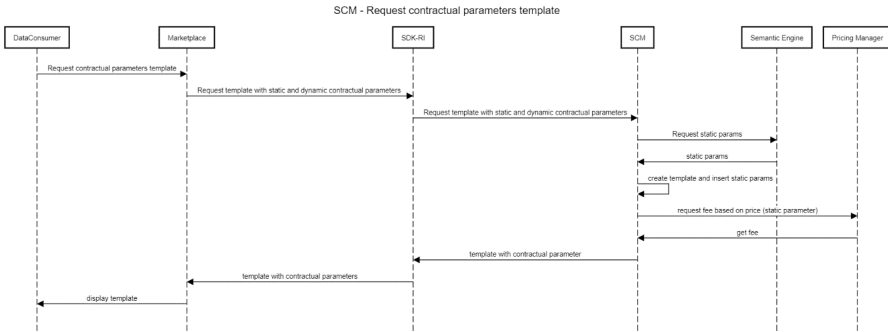 SCM - Request contractual parameters template
DataConsumer
Marketplace
SDK-RI
SCM
Semantic Engine
Pricing Manager
Request contractual parameters template
Request template with static and dynamic contractual parameters
Request template with static and dynamic contractual parameters
Request static params
static params
create template and insert static params
request fee based on price (static parameter)
get fee
template with contractual parameter
template with contractual parameters
display template